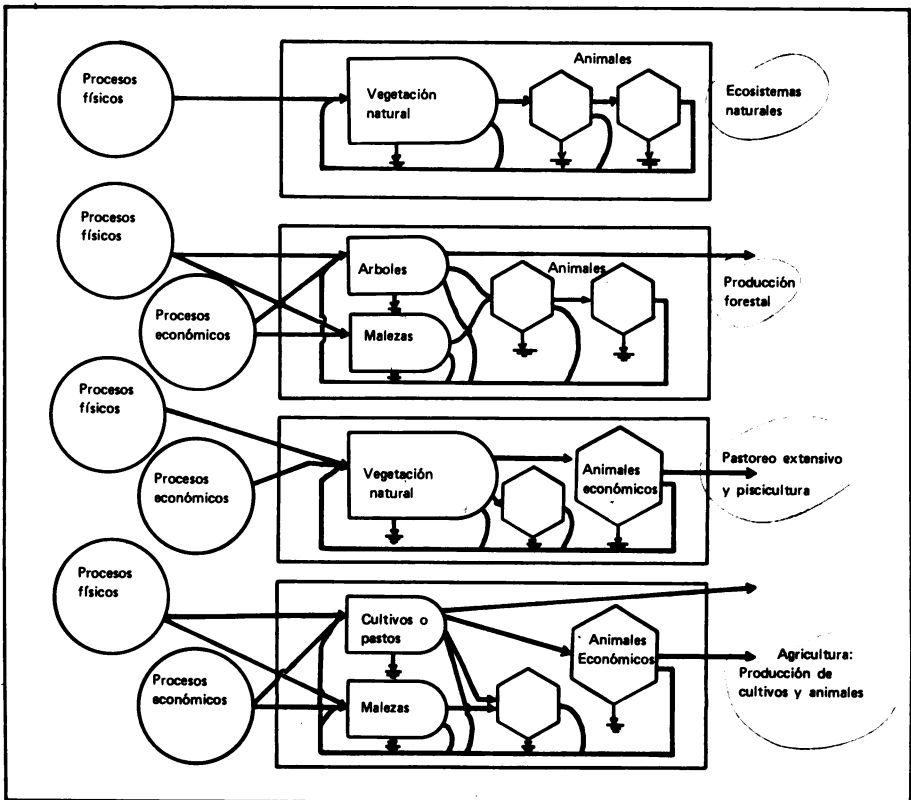 Procesos
físicos
Vegetación
natural
Animales
Ecosistemas
naturales
Procesos
físicos
Procesos
económicos
Arboles
Malezas
Animales
Producción
forestal
Procesos
físicos
Procesos
económicos
Vegetación
natural
Animales
económicos
Pastoreo extensivo
y piscicultura
Procesos
físicos
Procesos
económicos
Cultivos o
pastos
Malezas
Animales
Económicos
Agricultura:
Producción de
cultivos y animales